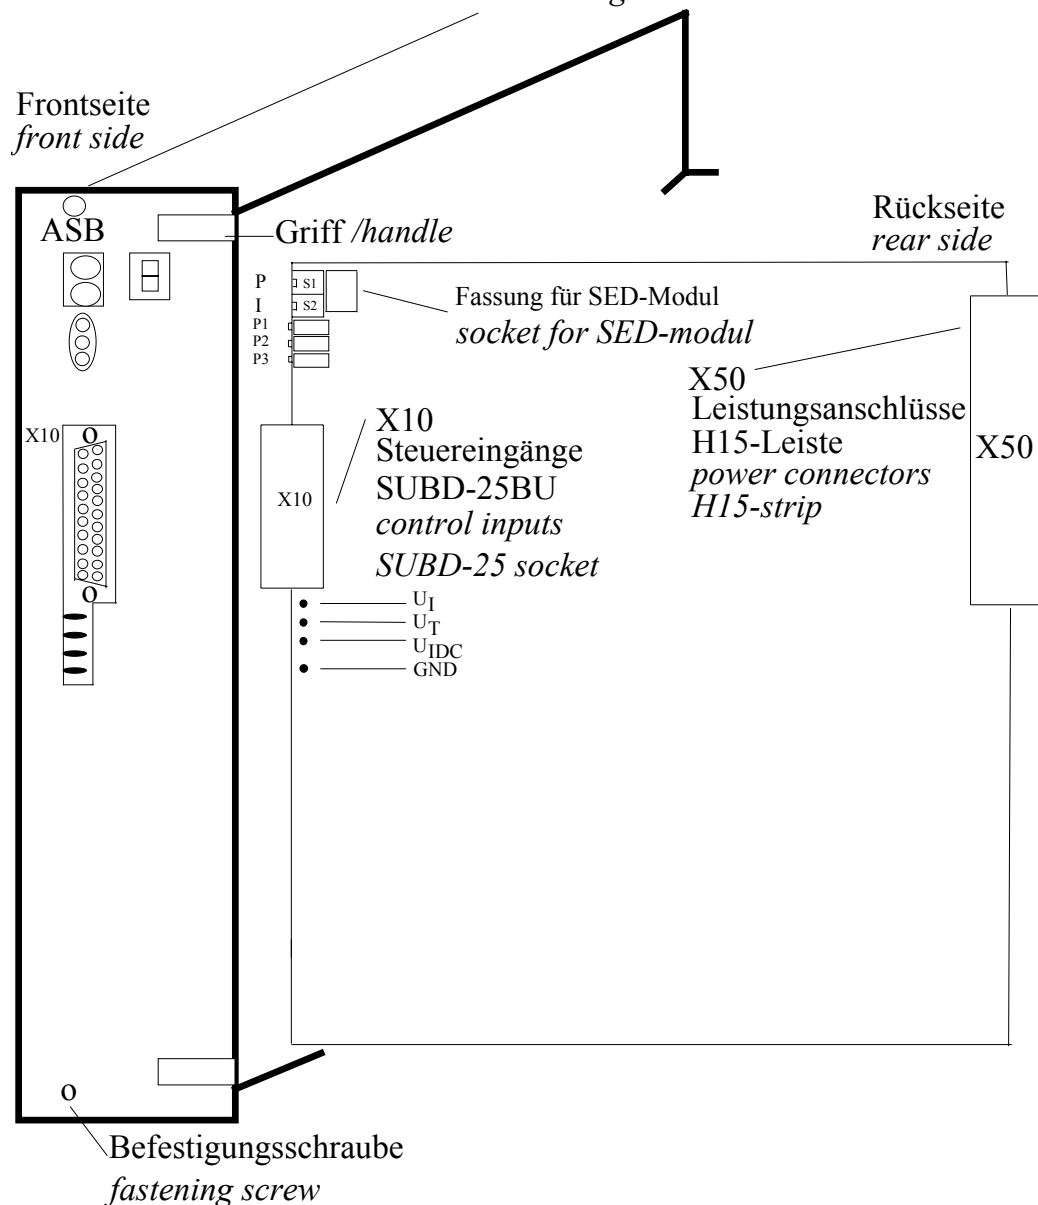 Frontseite
front side
ASB
Griff /handle
Rückseite
rear side
P
S1
I
S2
P1
P2
P3
Fassung für SED-Modul
socket for SED-modul
X50
Leistungsanschlüsse
H15-Leiste
power connectors
H15-strip
X50
X10
X10
X10
Steuereingänge
SUBD-25BU
control inputs
SUBD-25 socket
UI
UT
UIDC
GND
Befestigungsschraube
fastening screw